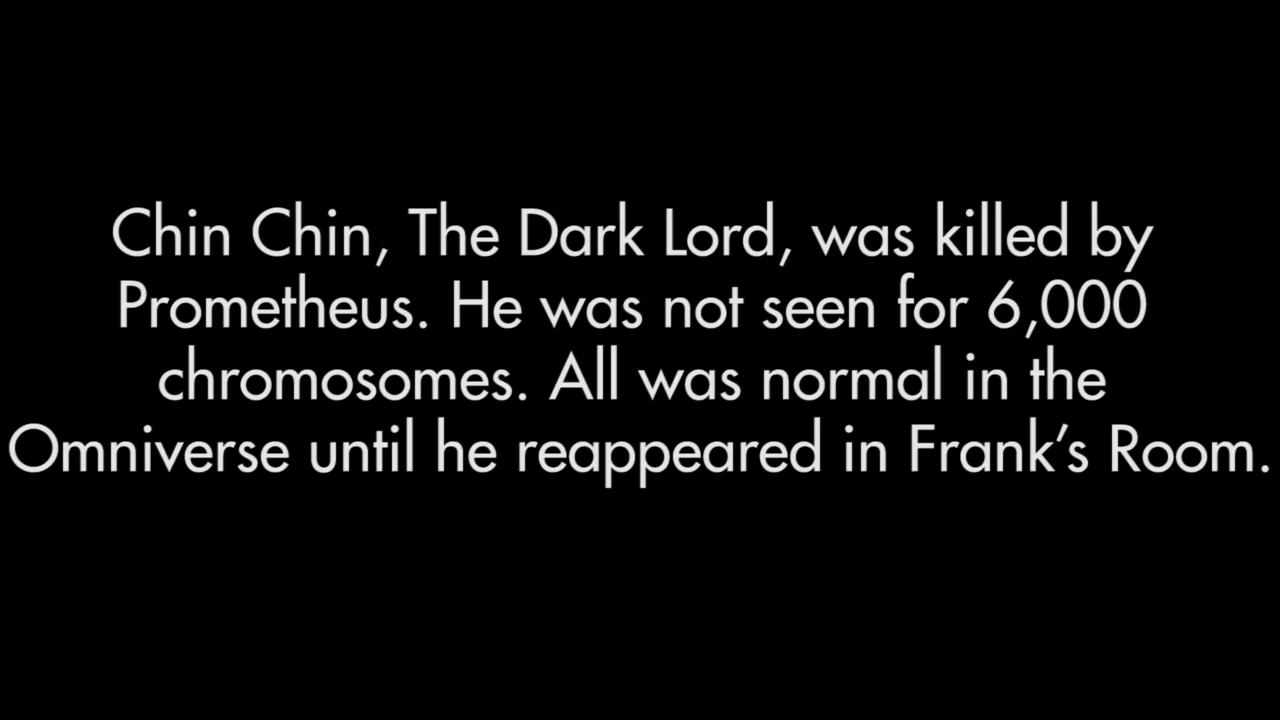 Chin Chin, The Dark Lord, was killed by
Prometheus. He was not seen for 6,000
chromosomes. All was normal in the
Omniverse until he reappeared in Frank's Room.